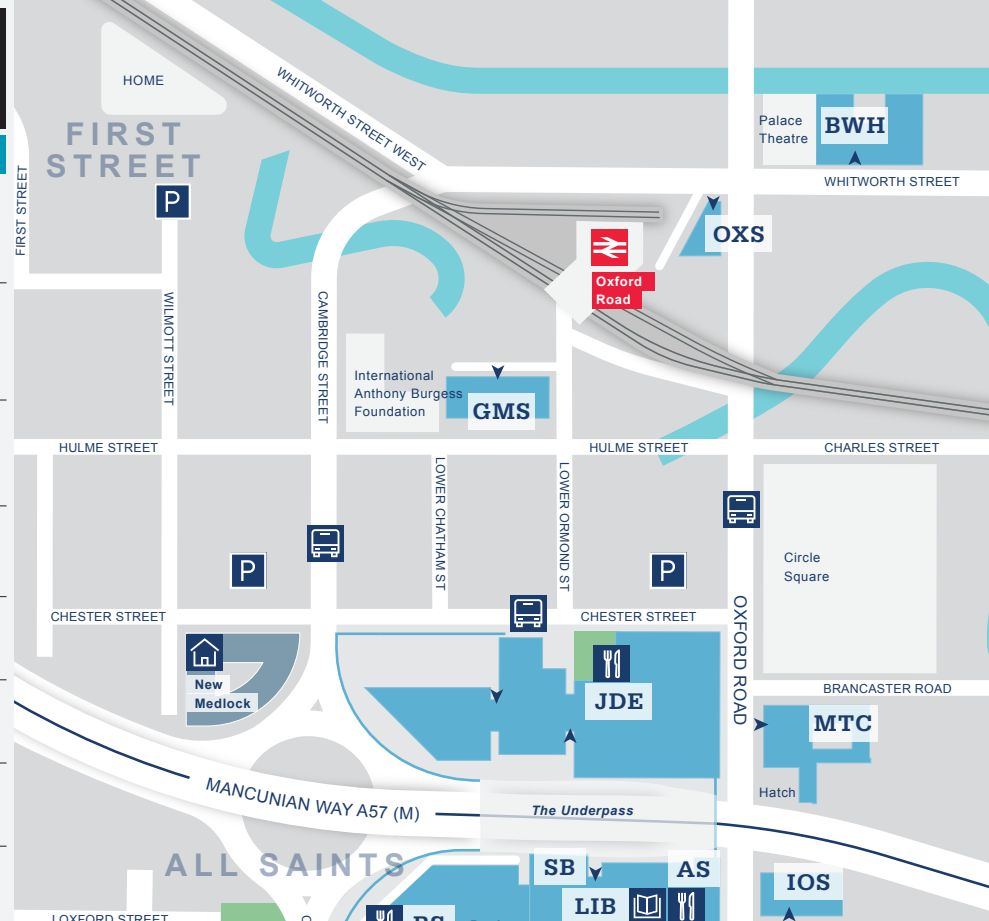 HOME
WHITWORTH STREET WEST
Palace
Theatre
BWH
FIRST
STREET
FIRST STREET
P
WHITWORTH STREET
OXS
Oxford
Road
WILMOTT STREET
CAMBRIDGE STREET
International
Anthony Burgess
Foundation
GMS
HULME STREET
HULME STREET
CHARLES STREET
LOWER CHATHAM ST
LOWER ORMOND ST
P
P
Circle
Square
CHESTER STREET
CHESTER STREET
OXFORD ROAD
New
Medlock
JDE
BRANCASTER ROAD
MTC
Hatch
MANCUNIAN WAY A57 (M)
The Underpass
ALL SAINTS
SB
AS
IOS
LIB
BS
LOXFORD STREET